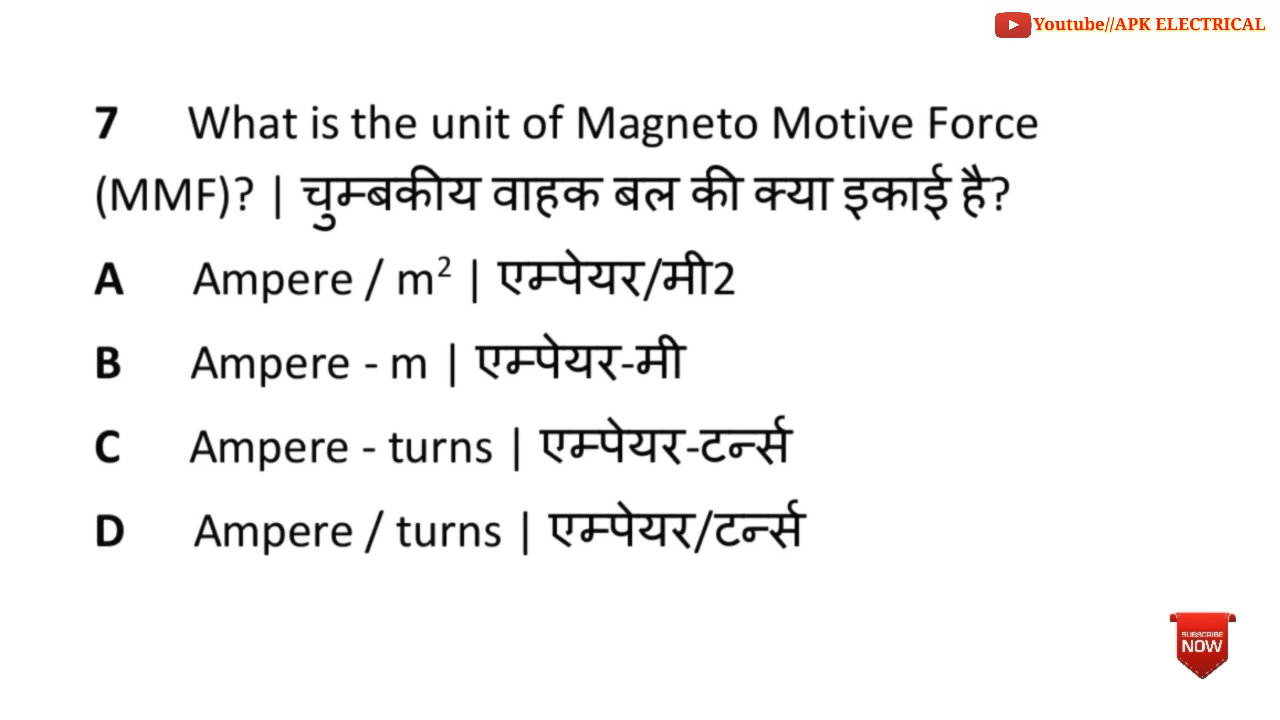 Youtube//APK ELECTRICAL
7 What is the unit of Magneto Motive Force
(MMF)? | चुम्बकीय वाहक बल की क्या इकाई है?
A Ampere / m² | एम्पेयर/मी2
B Ampere - m | एम्पेयर-मी
C Ampere - turns | एम्पेयर-टर्न्स
D Ampere / turns | एम्पेयर/टर्न्स
SUBSCRIBE
NOW